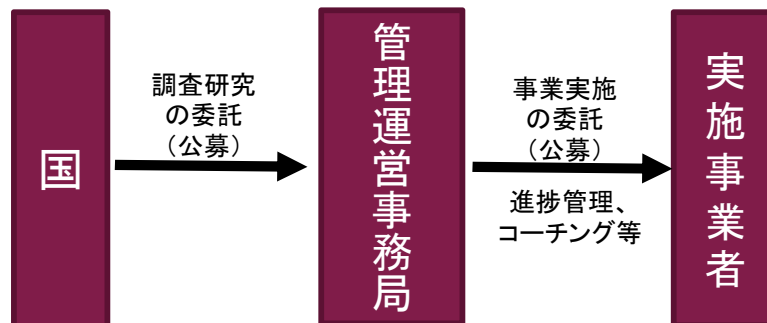 国
調査研究
の委託
（公募）
管理運営事務局
事業実施
の委託
（公募）
進捗管理、
コーチング等
実施事業者